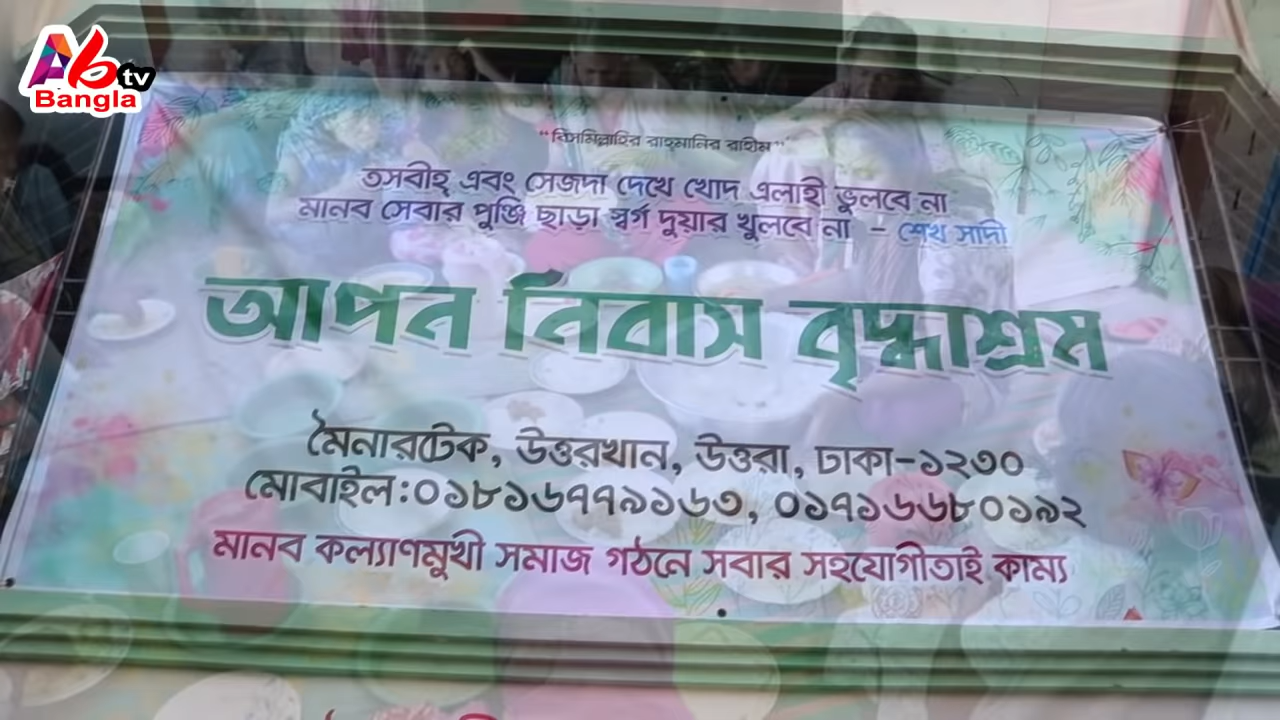 Ab tv
Bangla
"বিসমিল্লাহির রাহমানির রাহীম"
তসবীহ্ এবং সেজদা দেখে খোদ এলাহী ভুলবে না
মানব সেবার পুঞ্জি ছাড়া স্বর্গ দুয়ার খুলবে না - শেখ সাদী
আপন নিবাস বৃদ্ধাশ্রম
মৈনারটেক, উত্তরখান, উত্তরা, ঢাকা-১২৩০
মোবাইল:০১৮১৬৭৭৯১৬৩, ০১৭১৬৬৮০১৯২
মানব কল্যাণমুখী সমাজ গঠনে সবার সহযোগীতাই কাম্য